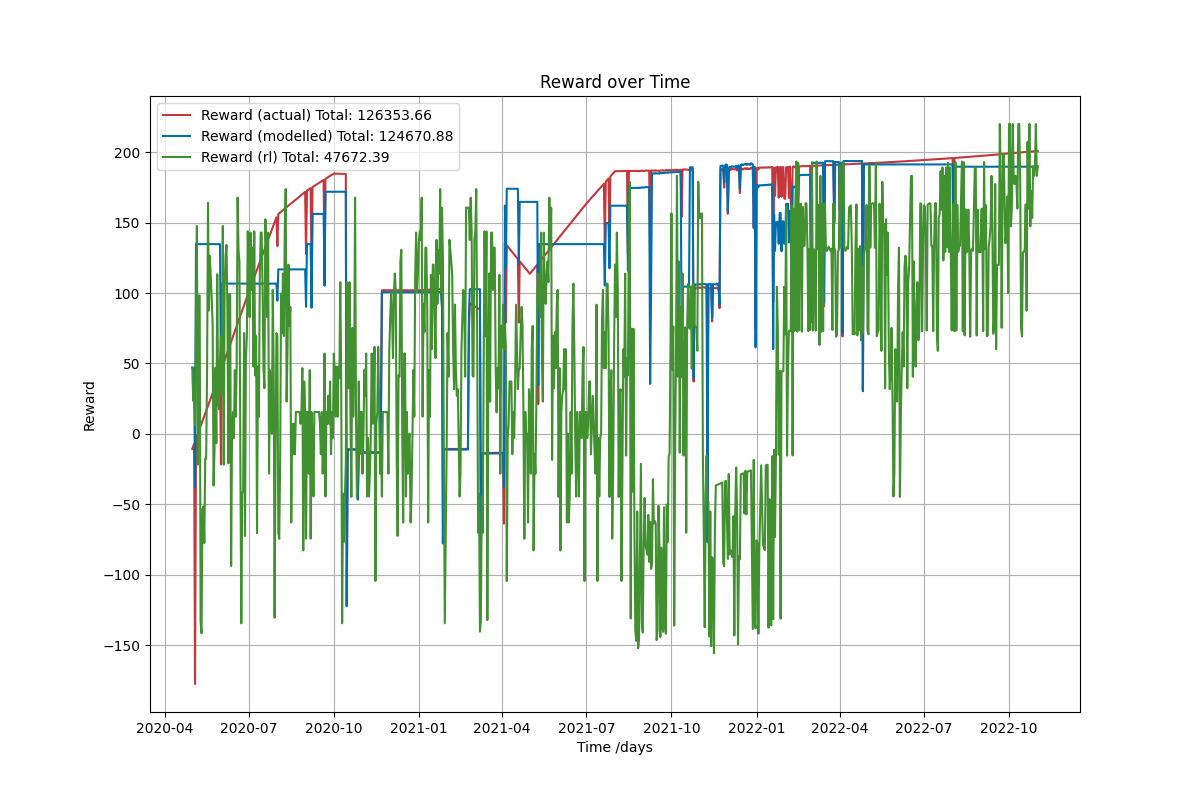 Reward over Time
Reward (actual) Total: 126353.66
Reward (modelled) Total: 124670.88
Reward (rl) Total: 47672.39
200
150
100
50
0
−50
−100
−150
Reward
2020-04 2020-07 2020-10 2021-01 2021-04 2021-07 2021-10 2022-01 2022-04 2022-07 2022-10
Time /days